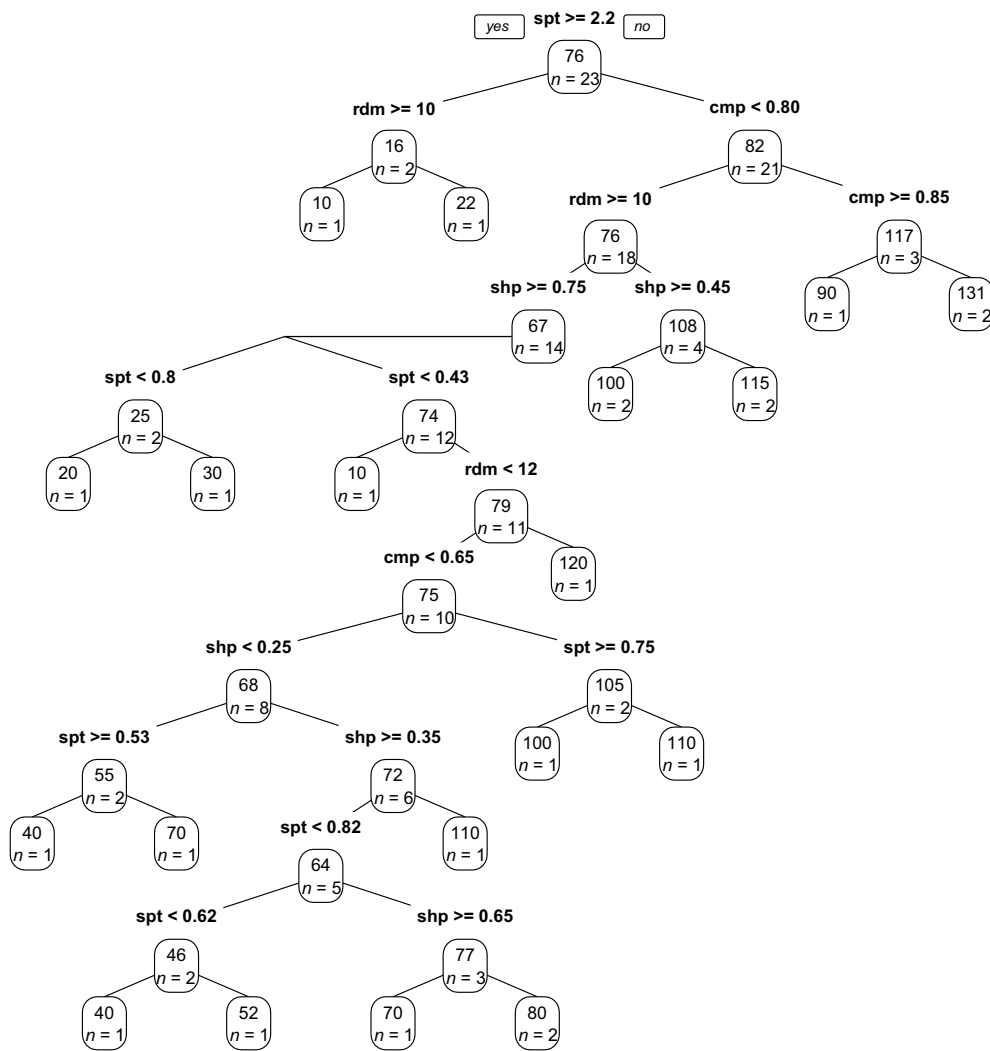 spt >= 2.2
yes
no
76
n = 23
rdm >= 10
cmp < 0.80
16
n = 2
82
n = 21
10
n = 1
22
n = 1
rdm >= 10
cmp >= 0.85
76
n = 18
117
n = 3
90
n = 1
131
n = 2
shp >= 0.75
shp >= 0.45
67
n = 14
108
n = 4
100
n = 2
115
n = 2
spt < 0.8
spt < 0.43
25
n = 2
74
n = 12
20
n = 1
30
n = 1
10
n = 1
rdm < 12
79
n = 11
cmp < 0.65
120
n = 1
75
n = 10
shp < 0.25
spt >= 0.75
68
n = 8
105
n = 2
100
n = 1
110
n = 1
spt >= 0.53
shp >= 0.35
55
n = 2
72
n = 6
40
n = 1
70
n = 1
spt < 0.82
110
n = 1
64
n = 5
spt < 0.62
shp >= 0.65
46
n = 2
77
n = 3
40
n = 1
52
n = 1
70
n = 1
80
n = 2